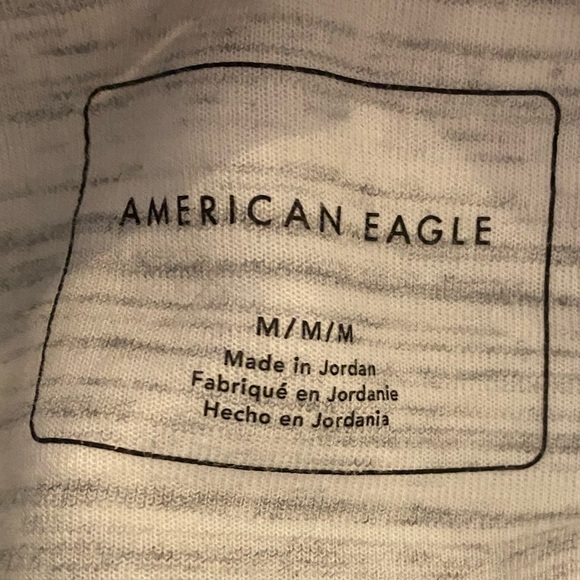 AMERICAN EAGLE
M/M/M
Made in Jordan
Fabriqué en Jordanie
Hecho en Jordania